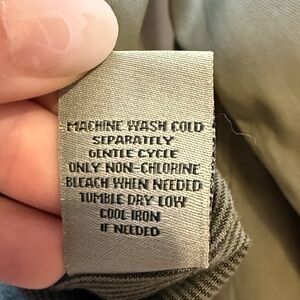 MACHINE WASH COLD
SEPARATELY
GENTLE CYCLE
ONLY NON-CHLORINE
BLEACH WHEN NEEDED
TUMBLE DRY LOW
COOL IRON
IF NEEDED